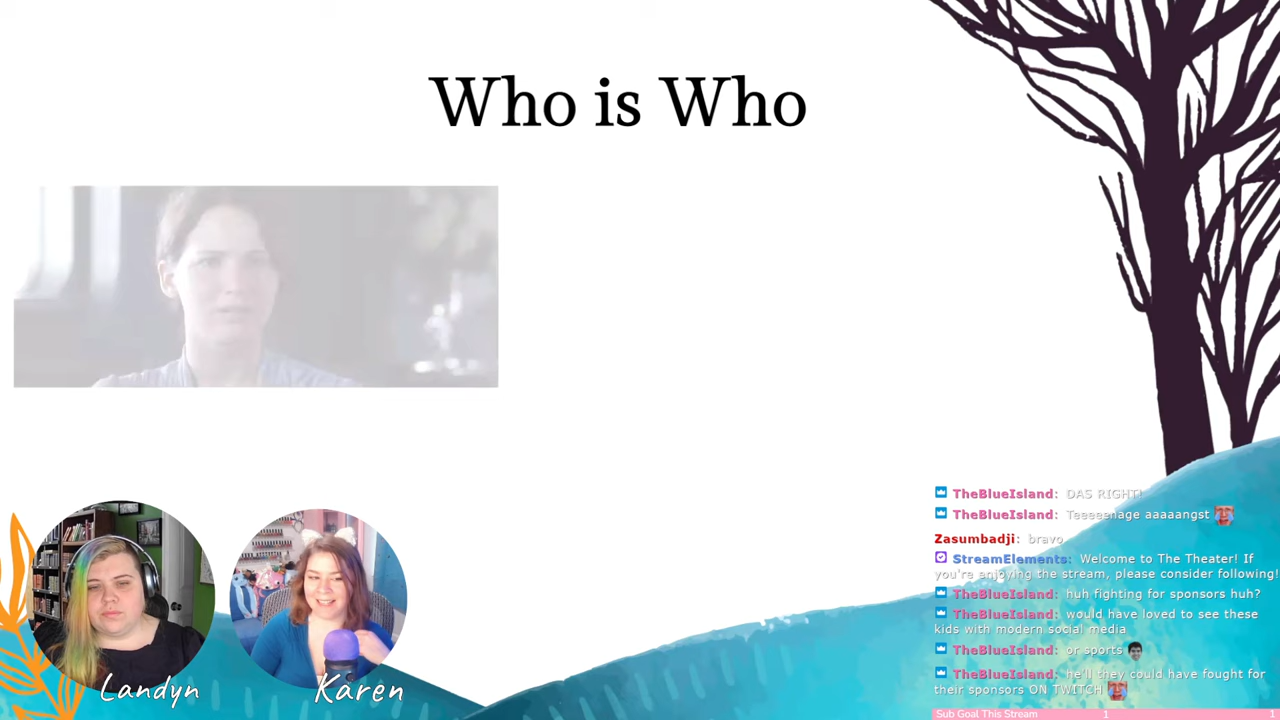 Who is Who
Landyn
Karen
TheBlueIsland: DAS RIGHT!
TheBlueIsland: Teeeeenage aaaaangst
Zasumbadji: bravo
StreamElements: Welcome to The Theater! If
you're enjoying the stream, please consider following!
TheBlueIsland: huh fighting for sponsors huh?
TheBlueIsland: would have loved to see these
kids with modern social media
TheBlueIsland: or sports
TheBlueIsland: he'll they could have fought for
their sponsors ON TWITCH
Sub Goal This Stream 1 1